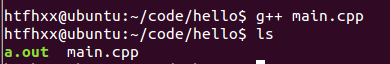 htfhxx@ubuntu:~/code/hello$ g++ main.cpp
htfhxx@ubuntu:~/code/hello$ ls
a.out  main.cpp